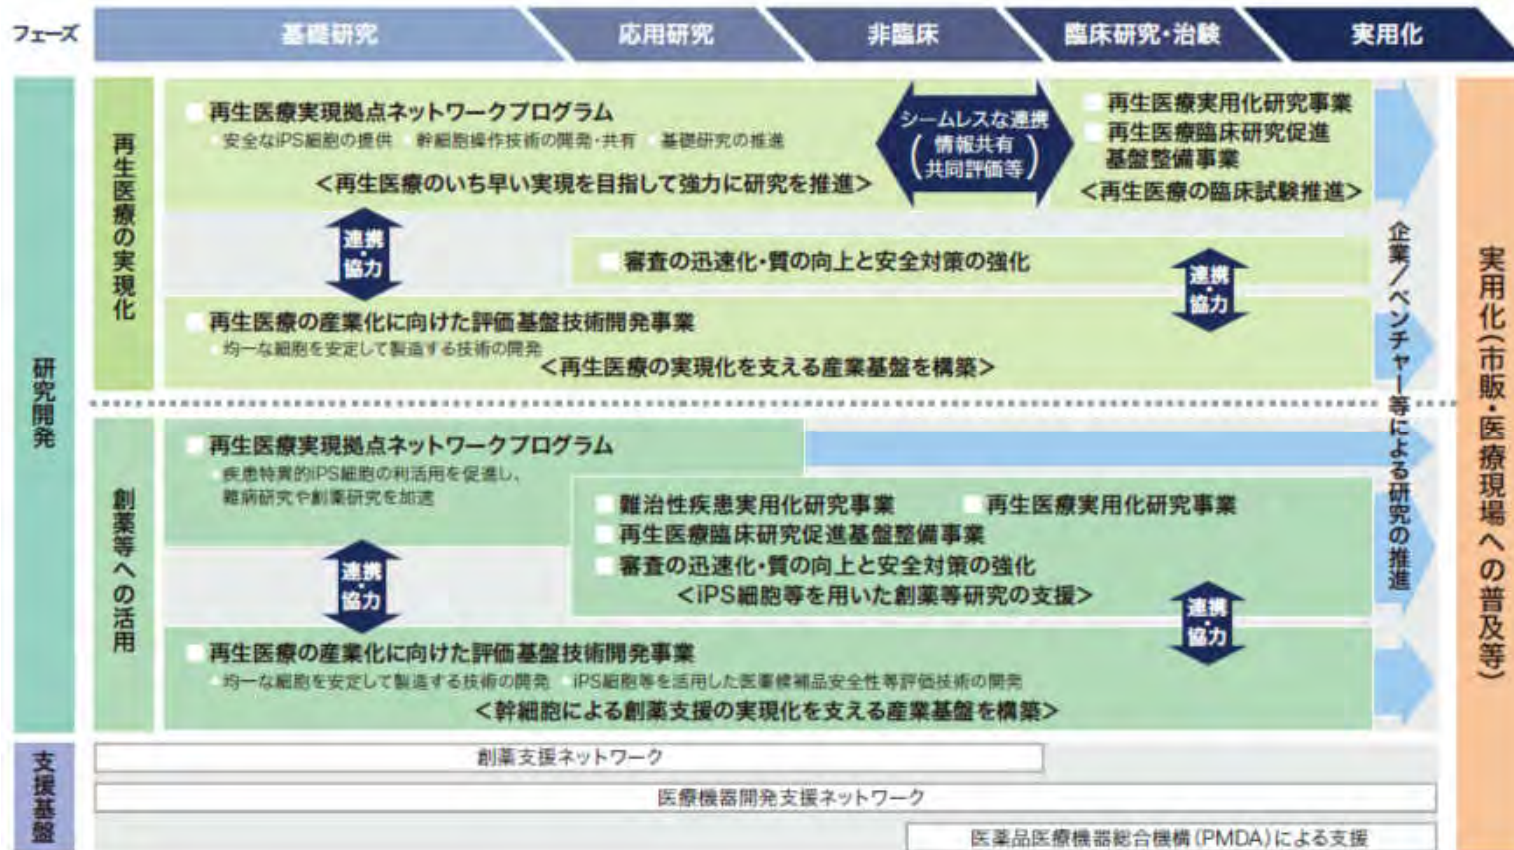 フェーズ
基礎研究
応用研究
非臨床
臨床研究・治験
実用化
研究開発
再生医療の実現化
再生医療実現拠点ネットワークプログラム
安全なiPS細胞の提供 幹細胞操作技術の開発・共有 基礎研究の推進
＜再生医療のいち早い実現を目指して強力に研究を推進＞
シームレスな連携
(情報共有
共同評価等)
再生医療実用化研究事業
再生医療臨床研究促進
基盤整備事業
＜再生医療の臨床試験推進＞
連携・
協力
審査の迅速化・質の向上と安全対策の強化
連携・
協力
再生医療の産業化に向けた評価基盤技術開発事業
均一な細胞を安定して製造する技術の開発
＜再生医療の実現化を支える産業基盤を構築＞
創薬等への活用
再生医療実現拠点ネットワークプログラム
疾患特異的iPS細胞の利活用を促進し、
難病研究や創薬研究を加速
難治性疾患実用化研究事業 再生医療実用化研究事業
再生医療臨床研究促進基盤整備事業
審査の迅速化・質の向上と安全対策の強化
＜iPS細胞等を用いた創薬等研究の支援＞
連携・
協力
連携・
協力
再生医療の産業化に向けた評価基盤技術開発事業
均一な細胞を安定して製造する技術の開発 iPS細胞等を活用した医薬候補品安全性等評価技術の開発
＜幹細胞による創薬支援の実現化を支える産業基盤を構築＞
企業／ベンチャー等による研究の推進
実用化(市販・医療現場への普及等)
支援基盤
創薬支援ネットワーク
医療機器開発支援ネットワーク
医薬品医療機器総合機構(PMDA)による支援